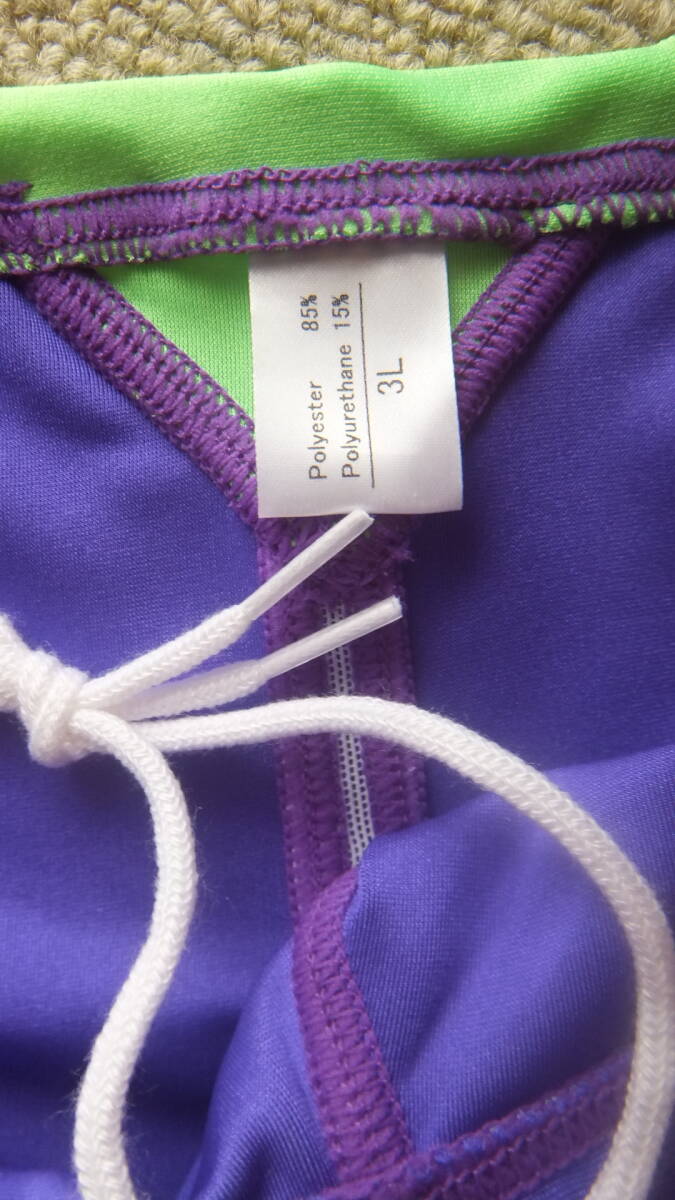 Polyester 85%
Polyurethane 15%
3L